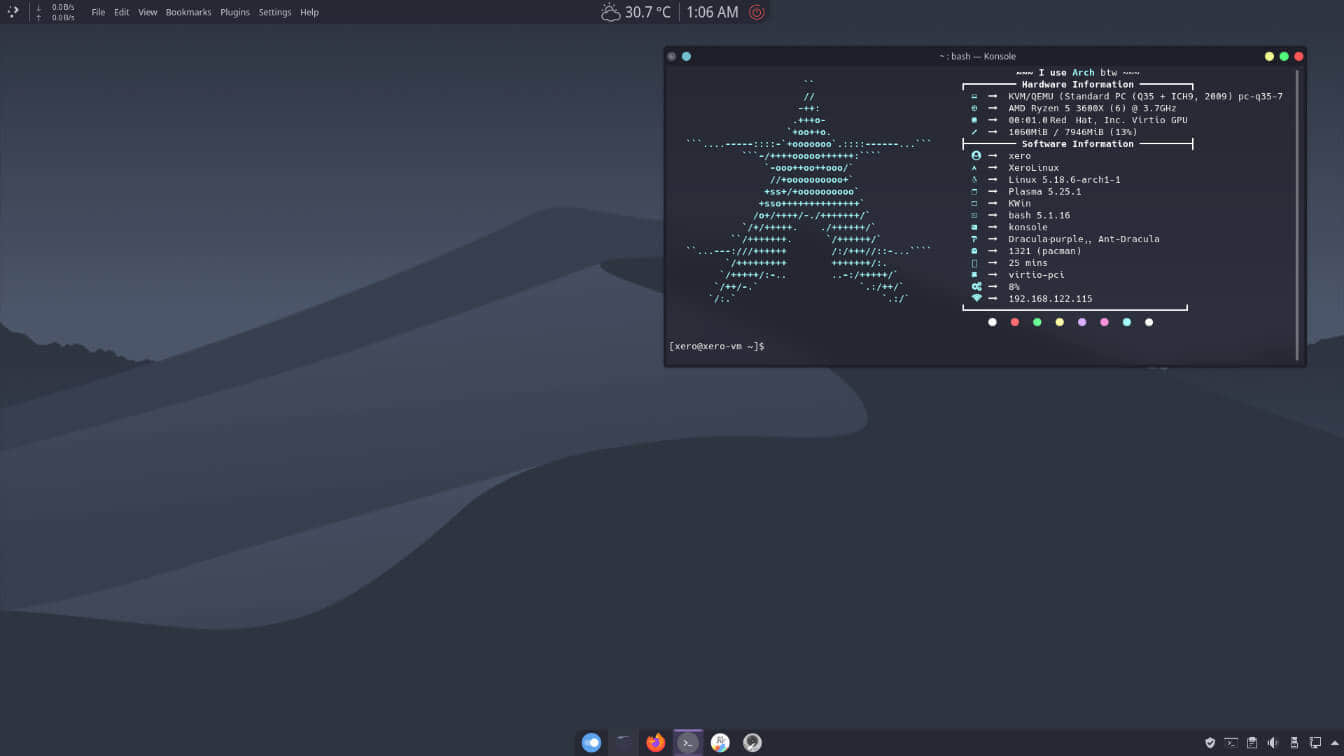 0.0B/s
0.0B/s
File Edit View Bookmarks Plugins Settings Help
30.7 °C 1:06 AM
~ : bash — Konsole
~~~ I use Arch btw ~~~
Hardware Information
KVM/QEMU (Standard PC (Q35 + ICH9, 2009) pc-q35-7
AMD Ryzen 5 3600X (6) @ 3.7GHz
00:01.0 Red Hat, Inc. Virtio GPU
1060MiB / 7946MiB (13%)
Software Information
xero
XeroLinux
Linux 5.18.6-arch1-1
Plasma 5.25.1
KWin
bash 5.1.16
konsole
Dracula-purple,, Ant-Dracula
1321 (pacman)
25 mins
virtio-pci
8%
192.168.122.115
[xero@xero-vm ~]$